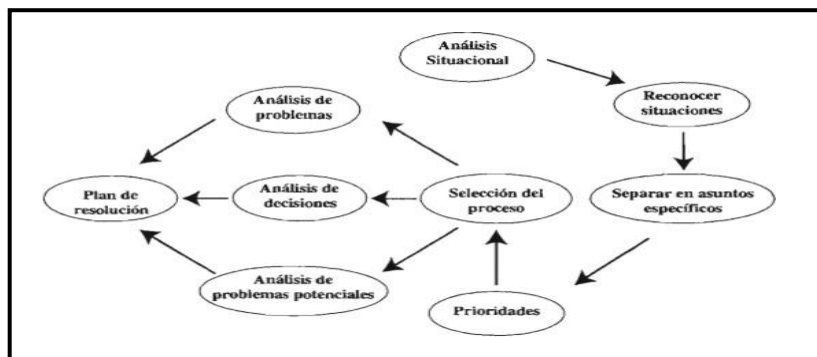 Análisis
Situacional
Análisis de
problemas
Reconocer
situaciones
Plan de
resolución
Análisis de
decisiones
Selección del
proceso
Separar en asuntos
específicos
Análisis de
problemas potenciales
Prioridades